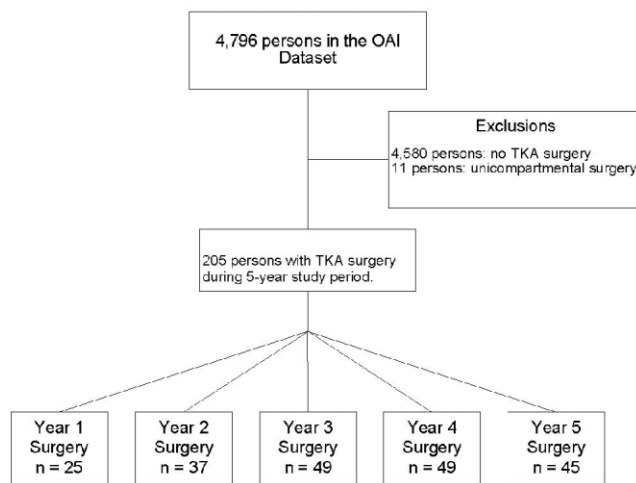 4,796 persons in the OAI
Dataset
Exclusions
4,580 persons: no TKA surgery
11 persons: unicompartmental surgery
205 persons with TKA surgery
during 5-year study period.
Year 1
Surgery
n = 25
Year 2
Surgery
n = 37
Year 3
Surgery
n = 49
Year 4
Surgery
n = 49
Year 5
Surgery
n = 45